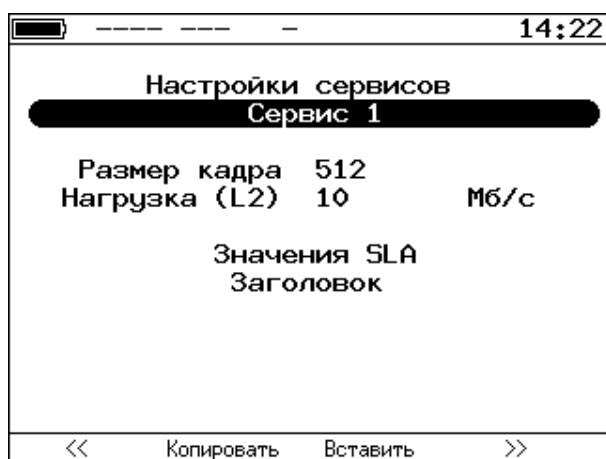 ---- --- - 14:22
Настройки сервисов
Сервис 1
Размер кадра 512
Нагрузка (L2) 10 Мб/с
Значения SLA
Заголовок
<< Копировать Вставить >>